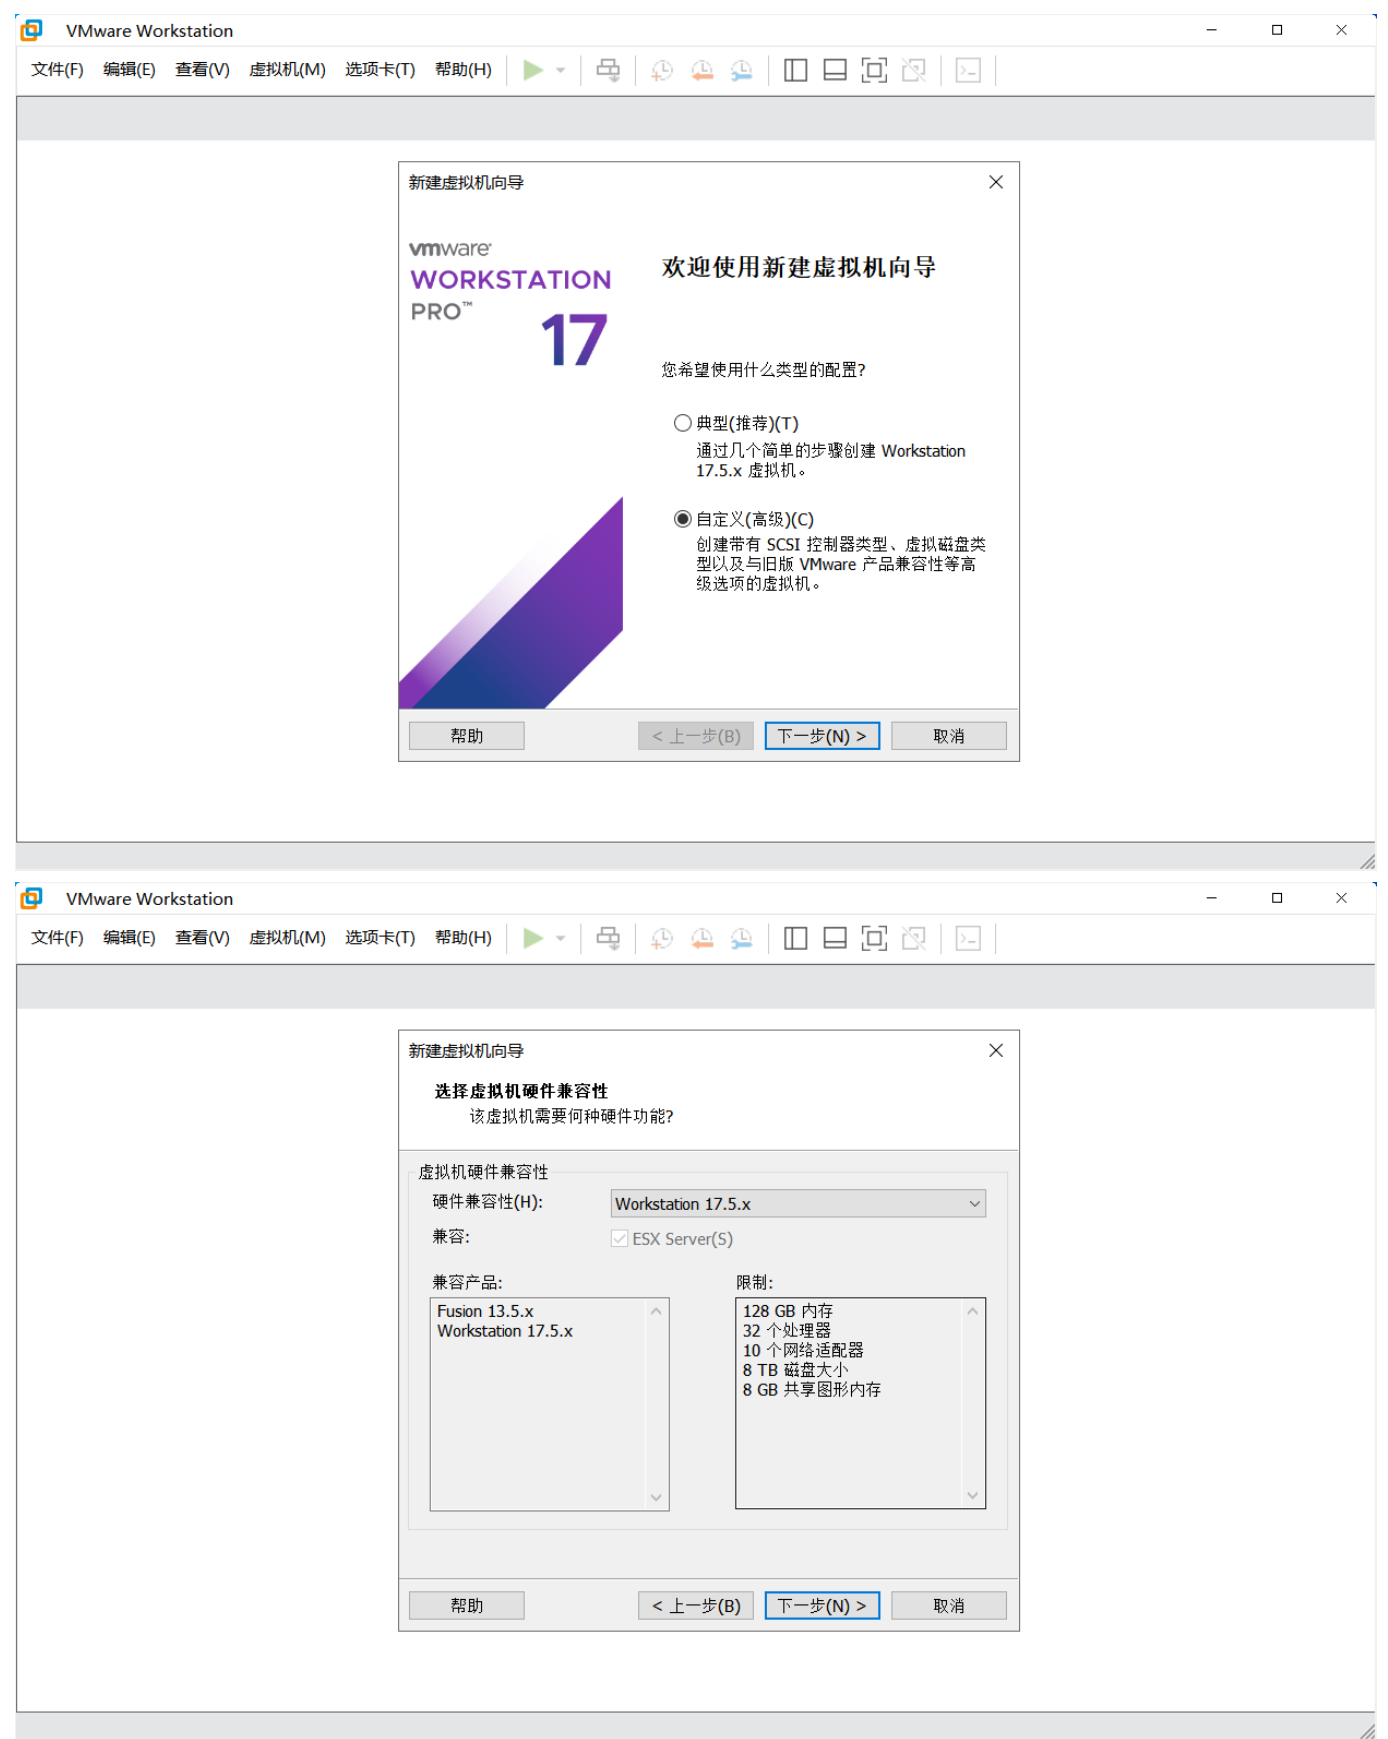 VMware Workstation
文件(F) 编辑(E) 查看(V) 虚拟机(M) 选项卡(T) 帮助(H)
新建虚拟机向导
vmware
WORKSTATION
PRO™
17
欢迎使用新建虚拟机向导
您希望使用什么类型的配置?
典型(推荐)(T)
通过几个简单的步骤创建 Workstation
17.5.x 虚拟机。
自定义(高级)(C)
创建带有 SCSI 控制器类型、虚拟磁盘类
型以及与旧版 VMware 产品兼容性等高
级选项的虚拟机。
帮助 < 上一步(B) 下一步(N) > 取消
VMware Workstation
文件(F) 编辑(E) 查看(V) 虚拟机(M) 选项卡(T) 帮助(H)
新建虚拟机向导
选择虚拟机硬件兼容性
该虚拟机需要何种硬件功能?
虚拟机硬件兼容性
硬件兼容性(H): Workstation 17.5.x
兼容: ESX Server(S)
兼容产品:
Fusion 13.5.x
Workstation 17.5.x
限制:
128 GB 内存
32 个处理器
10 个网络适配器
8 TB 磁盘大小
8 GB 共享图形内存
帮助 < 上一步(B) 下一步(N) > 取消